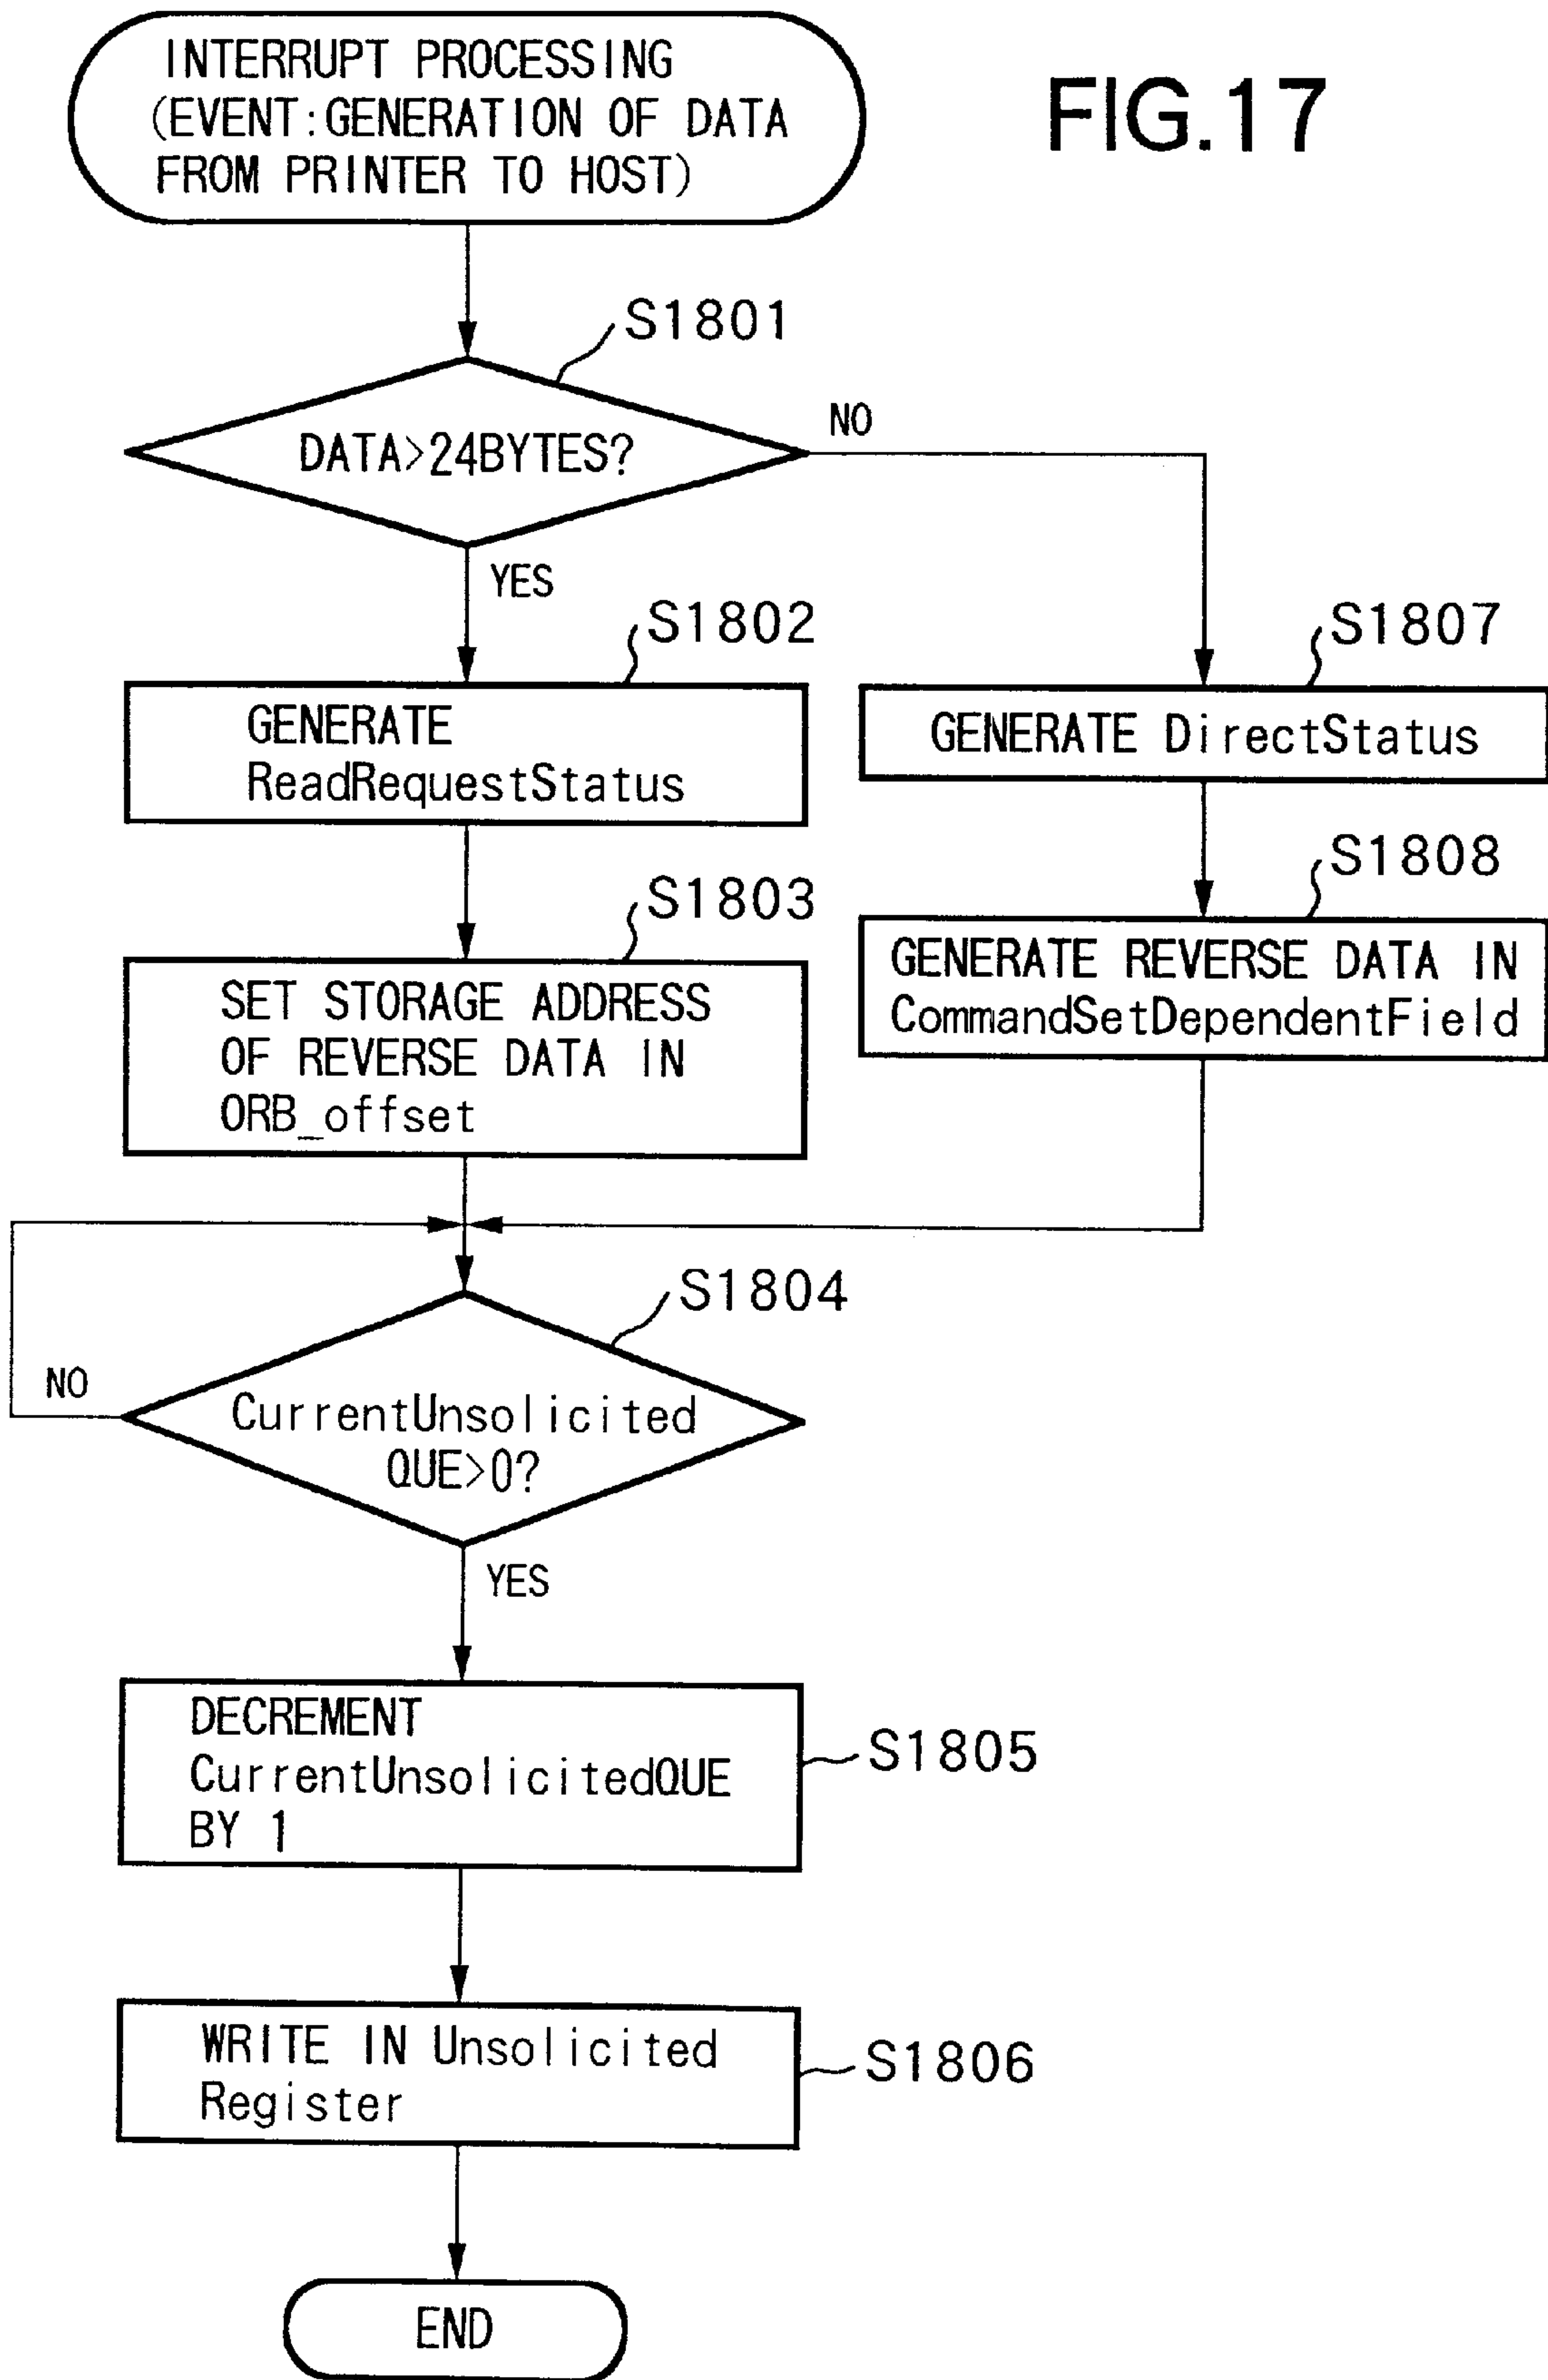 INTERRUPT PROCESSING
(EVENT:GENERATION OF DATA
FROM PRINTER TO HOST)
FIG.17
S1801
DATA>24BYTES?
NO
YES
S1802
GENERATE
ReadRequestStatus
S1807
GENERATE DirectStatus
S1803
SET STORAGE ADDRESS
OF REVERSE DATA IN
ORB_offset
S1808
GENERATE REVERSE DATA IN
CommandSetDependentField
S1804
NO
CurrentUnsolicited
QUE>0?
YES
DECREMENT
CurrentUnsolicitedQUE
BY 1
S1805
WRITE IN Unsolicited
Register
S1806
END